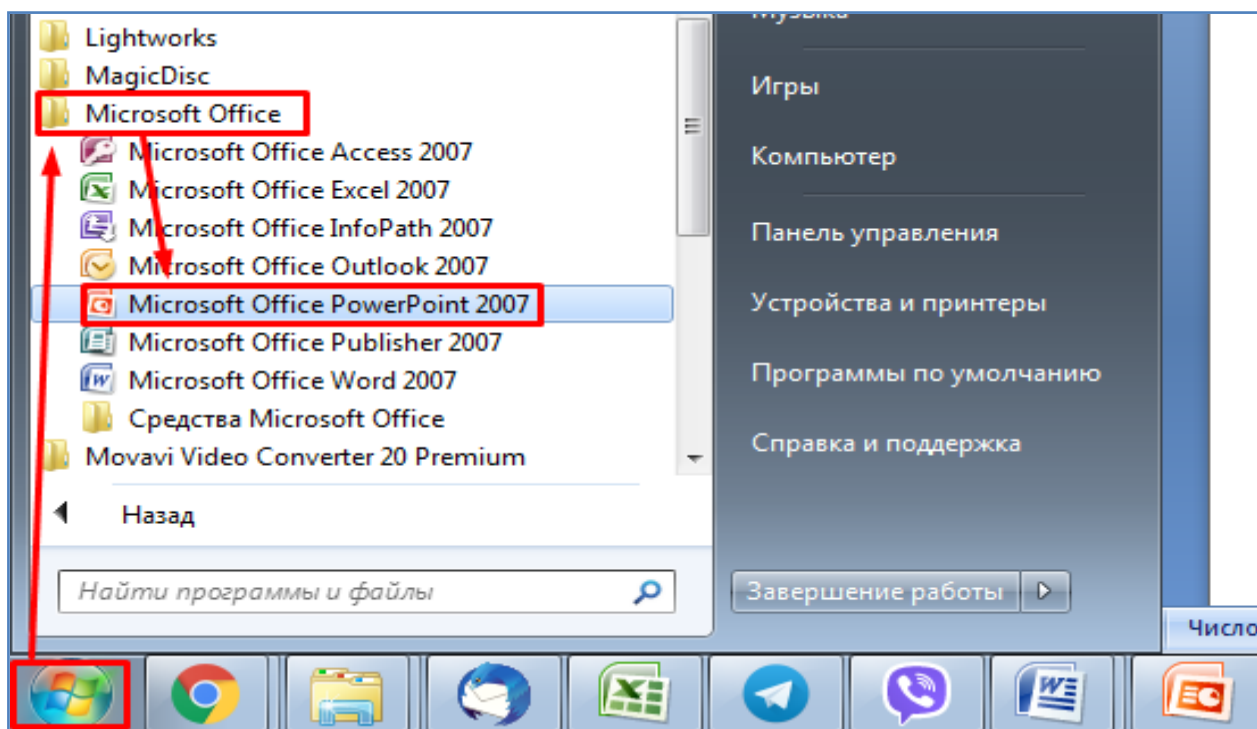 Lightworks
MagicDisc
Microsoft Office
Microsoft Office Access 2007
Microsoft Office Excel 2007
Microsoft Office InfoPath 2007
Microsoft Office Outlook 2007
Microsoft Office PowerPoint 2007
Microsoft Office Publisher 2007
Microsoft Office Word 2007
Средства Microsoft Office
Movavi Video Converter 20 Premium
Назад
Найти программы и файлы
Музыка
Игры
Компьютер
Панель управления
Устройства и принтеры
Программы по умолчанию
Справка и поддержка
Завершение работы
Число